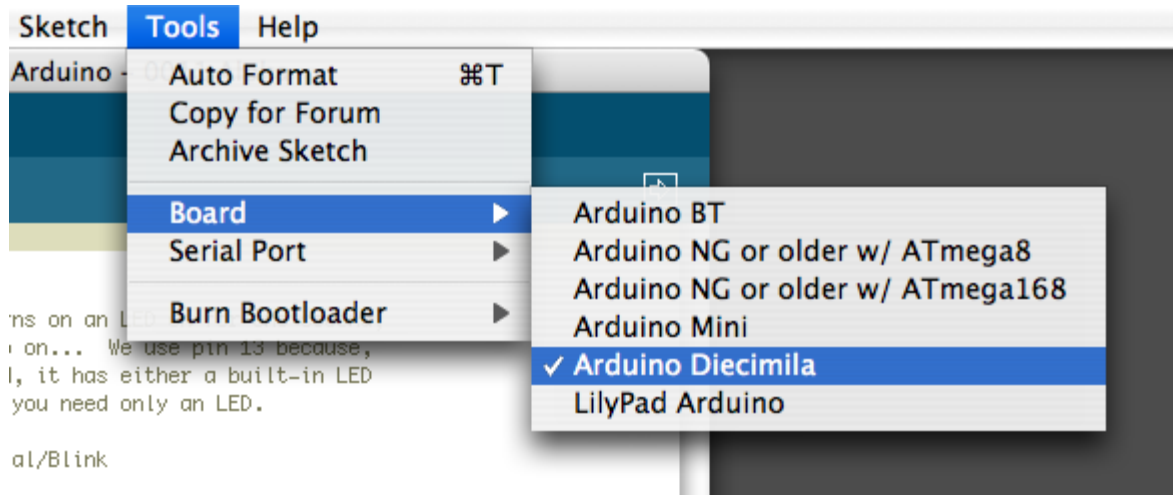 Sketch Tools Help
Arduino -
Auto Format ⌘T
Copy for Forum
Archive Sketch
Board
Serial Port
Burn Bootloader
Arduino BT
Arduino NG or older w/ ATmega8
Arduino NG or older w/ ATmega168
Arduino Mini
✓ Arduino Diecimila
LilyPad Arduino
on an
on... We use pin 13 because,
, it has either a built-in LED
you need only an LED.
al/Blink